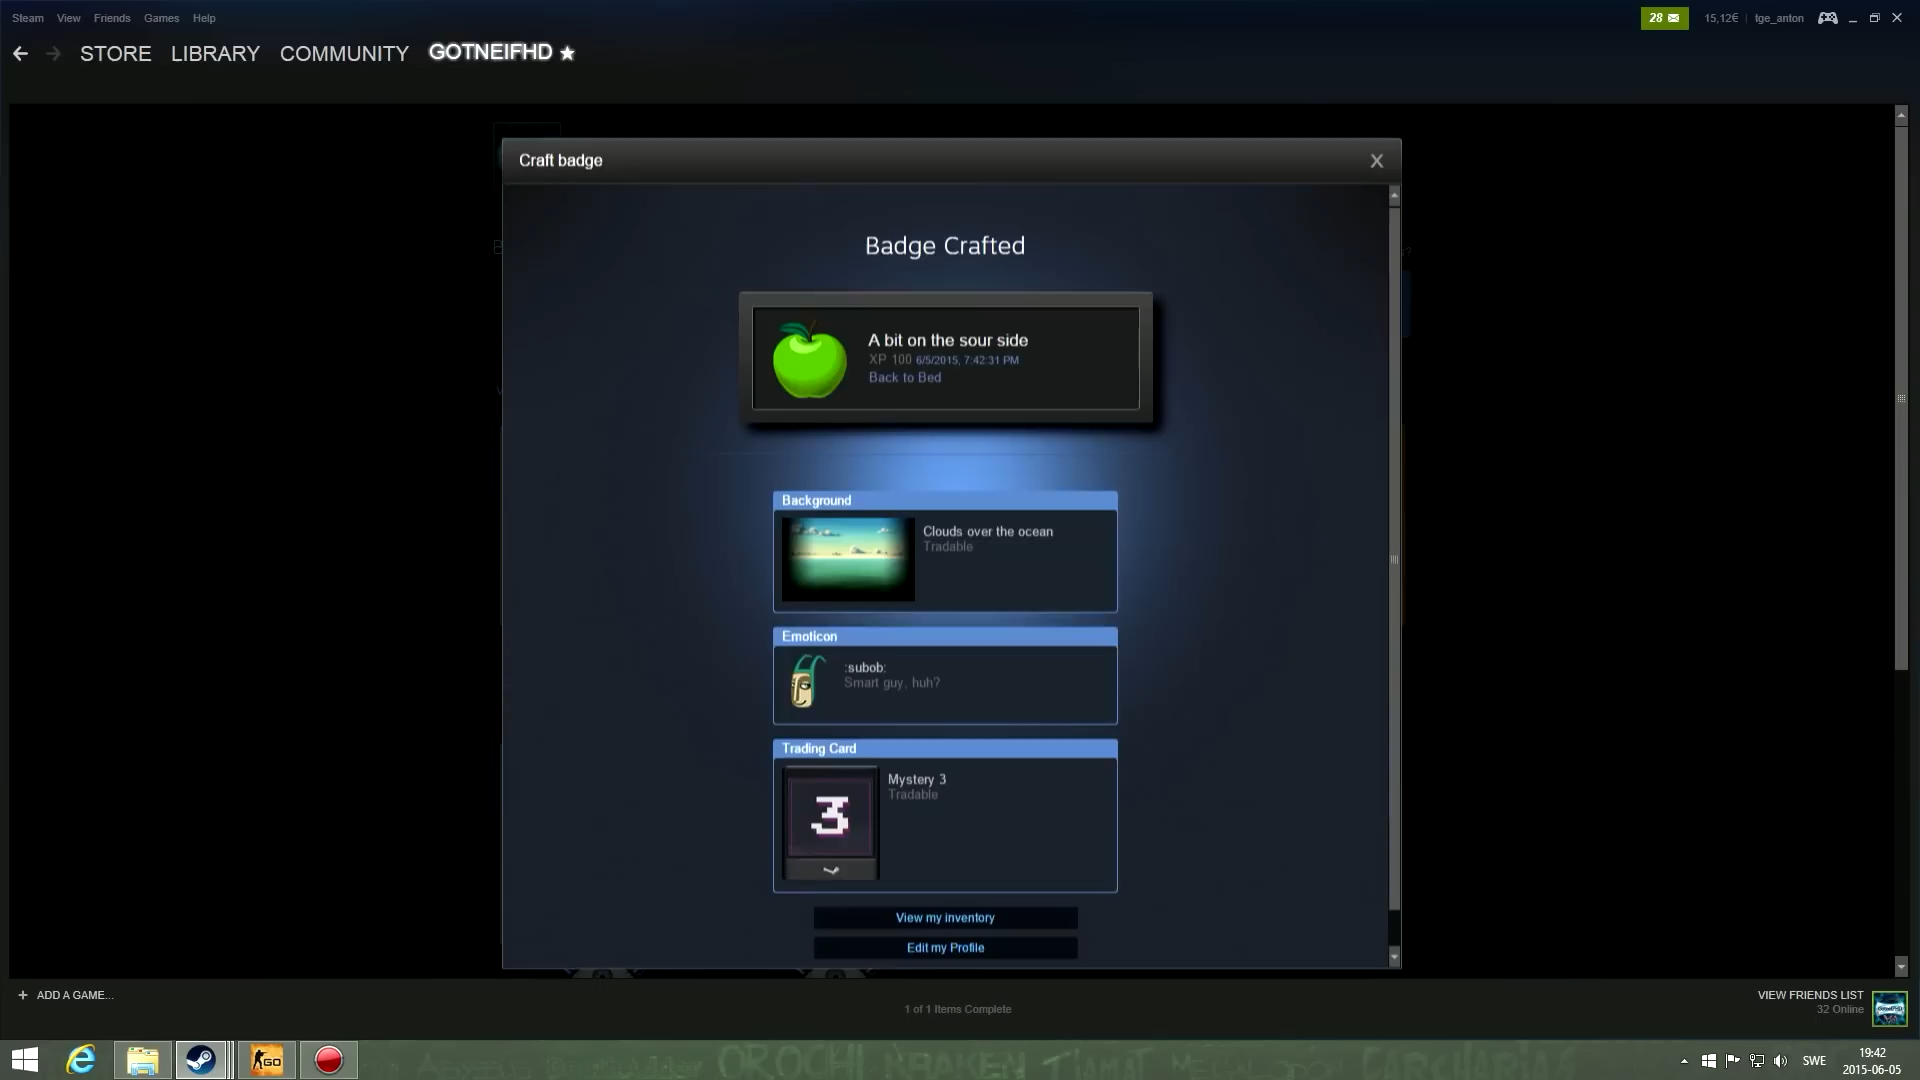 Steam View Friends Games Help
28
15,12€ | tge_anton
STORE LIBRARY COMMUNITY GOTNEIFHD
Craft badge
X
Badge Crafted
A bit on the sour side
XP 100 6/5/2015, 7:42:31 PM
Back to Bed
Background
Clouds over the ocean
Tradable
Emoticon
:subob:
Smart guy, huh?
Trading Card
3
Mystery 3
Tradable
View my inventory
Edit my Profile
+ ADD A GAME...
1 of 1 Items Complete
VIEW FRIENDS LIST
32 Online
GO
SWE
19:42
2015-06-05